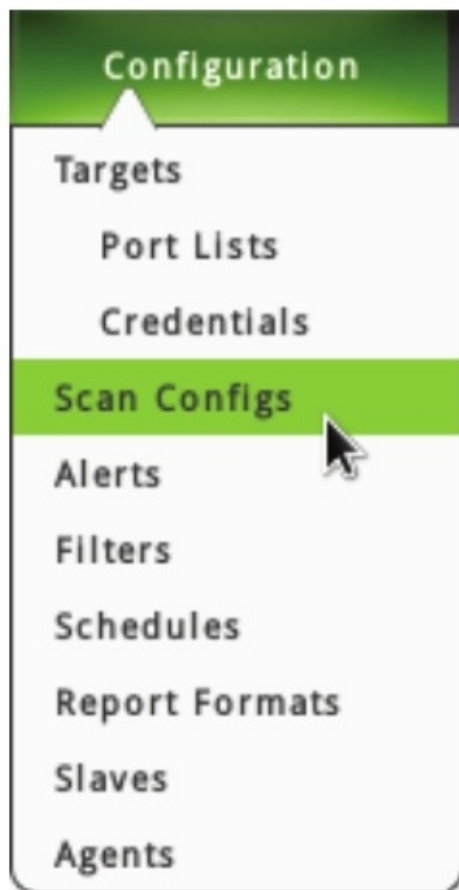 Configuration
Targets
Port Lists
Credentials
Scan Configs
Alerts
Filters
Schedules
Report Formats
Slaves
Agents